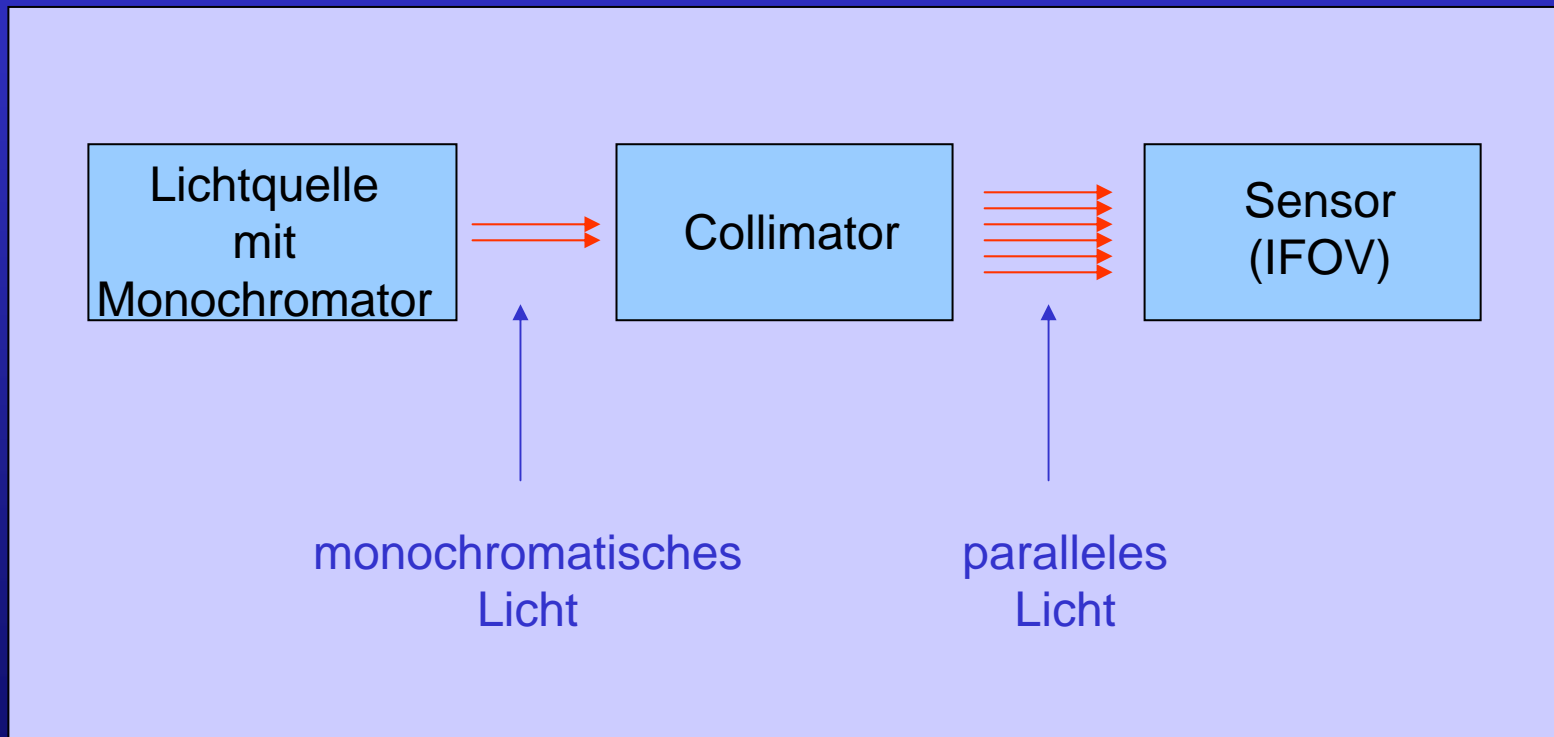 Lichtquelle
mit
Monochromator
Collimator
Sensor
(IFOV)
monochromatisches
Licht
paralleles
Licht